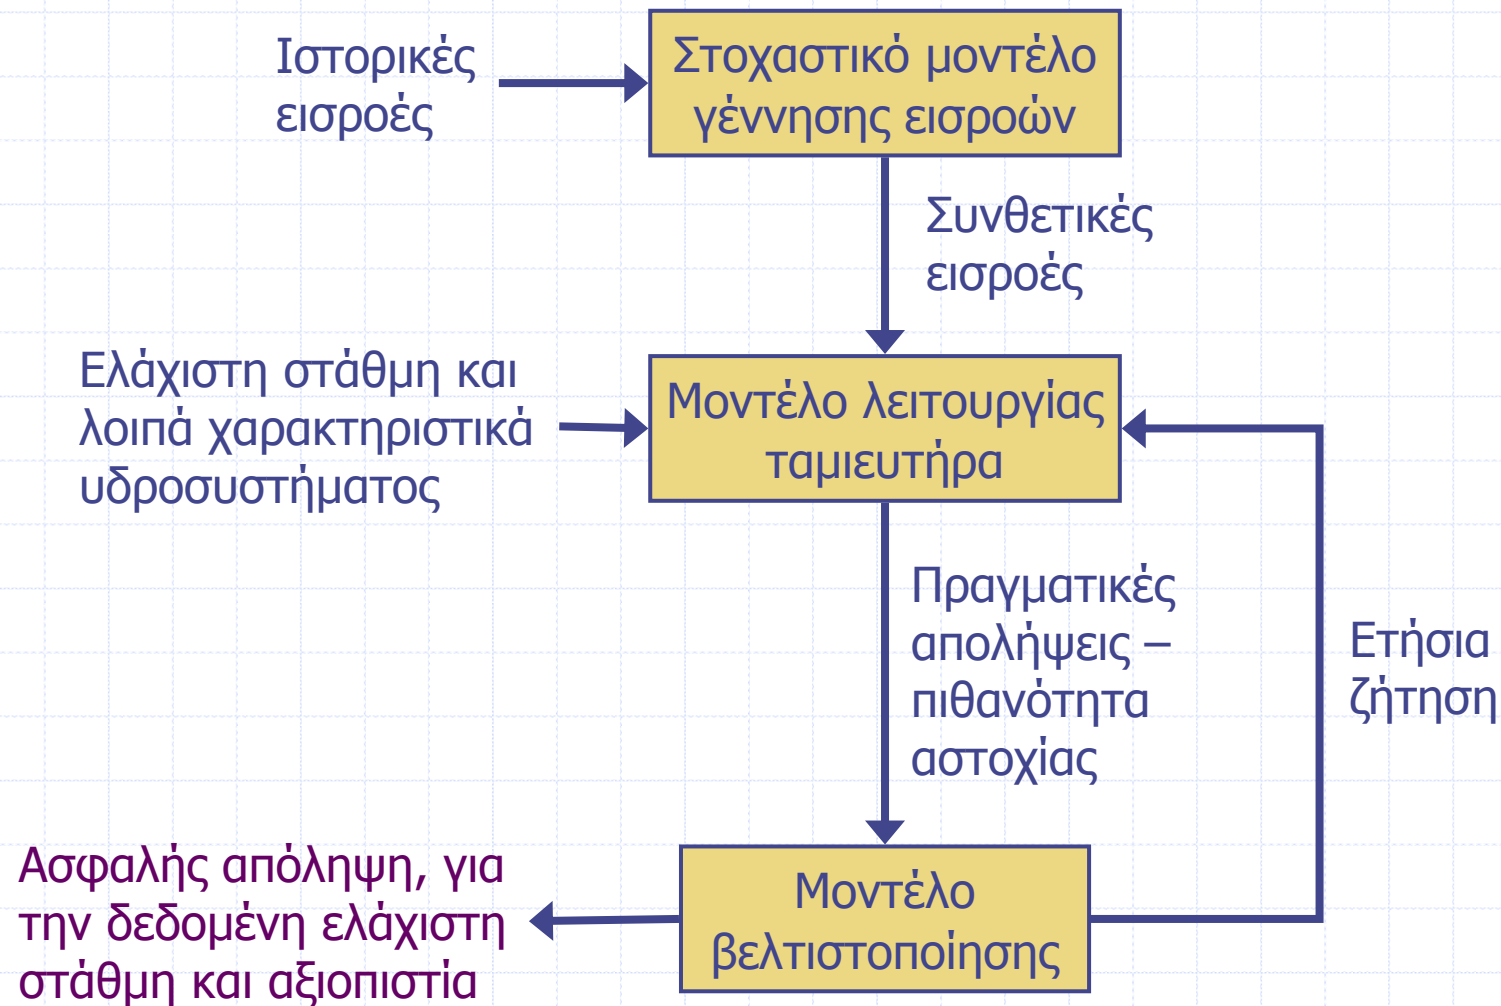 Ιστορικές
εισροές
Στοχαστικό μοντέλο
γέννησης εισροών
Συνθετικές
εισροές
Ελάχιστη στάθμη και
λοιπά χαρακτηριστικά
υδροσυστήματος
Μοντέλο λειτουργίας
ταμιευτήρα
Πραγματικές
απολήψεις –
πιθανότητα
αστοχίας
Ετήσια
ζήτηση
Μοντέλο
βελτιστοποίησης
Ασφαλής απόληψη, για
την δεδομένη ελάχιστη
στάθμη και αξιοπιστία